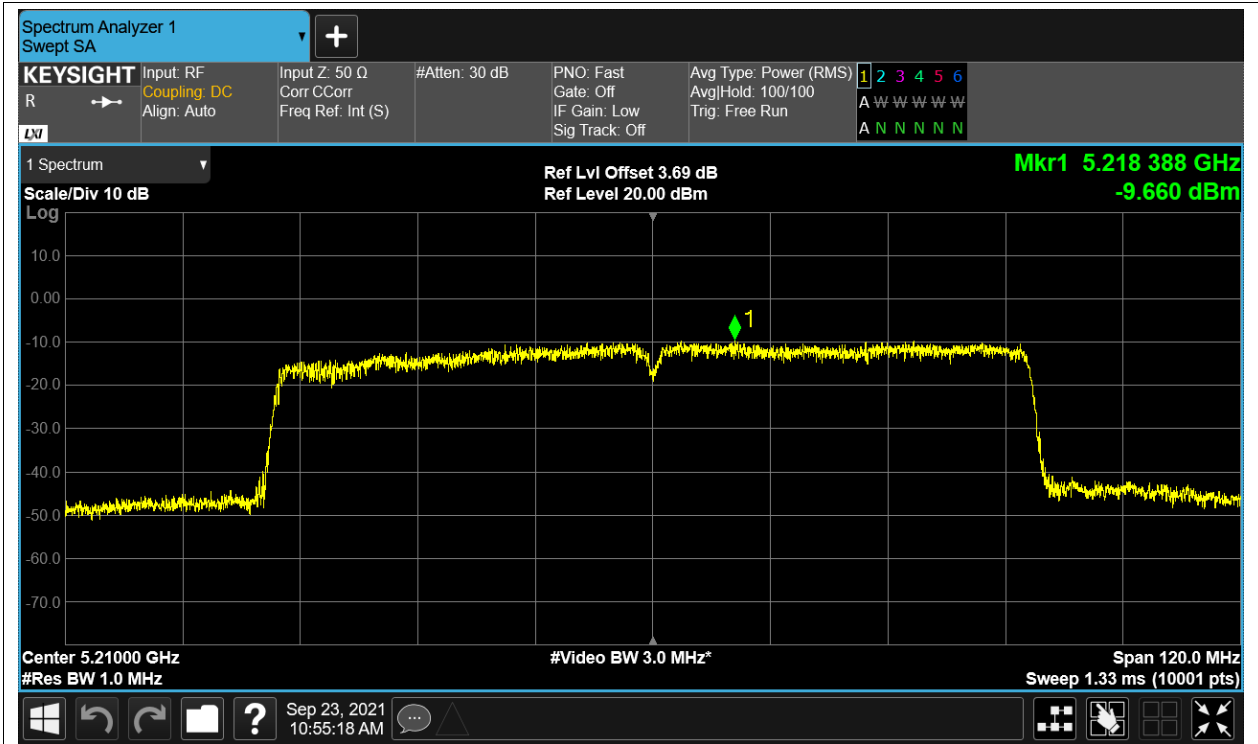 Spectrum Analyzer 1
Swept SA
KEYSIGHT
R
LXI
Input: RF
Coupling: DC
Align: Auto
Input Z: 50 Ω
Corr CCorr
Freq Ref: Int (S)
#Atten: 30 dB
PNO: Fast
Gate: Off
IF Gain: Low
Sig Track: Off
Avg Type: Power (RMS)
Avg|Hold: 100/100
Trig: Free Run
1 2 3 4 5 6
A W W W W W
A N N N N N
1 Spectrum
Scale/Div 10 dB
Log
Ref Lvl Offset 3.69 dB
Ref Level 20.00 dBm
Mkr1 5.218 388 GHz
-9.660 dBm
10.0
0.00
-10.0
-20.0
-30.0
-40.0
-50.0
-60.0
-70.0
1
Center 5.21000 GHz
#Res BW 1.0 MHz
#Video BW 3.0 MHz*
Span 120.0 MHz
Sweep 1.33 ms (10001 pts)
?
Sep 23, 2021
10:55:18 AM